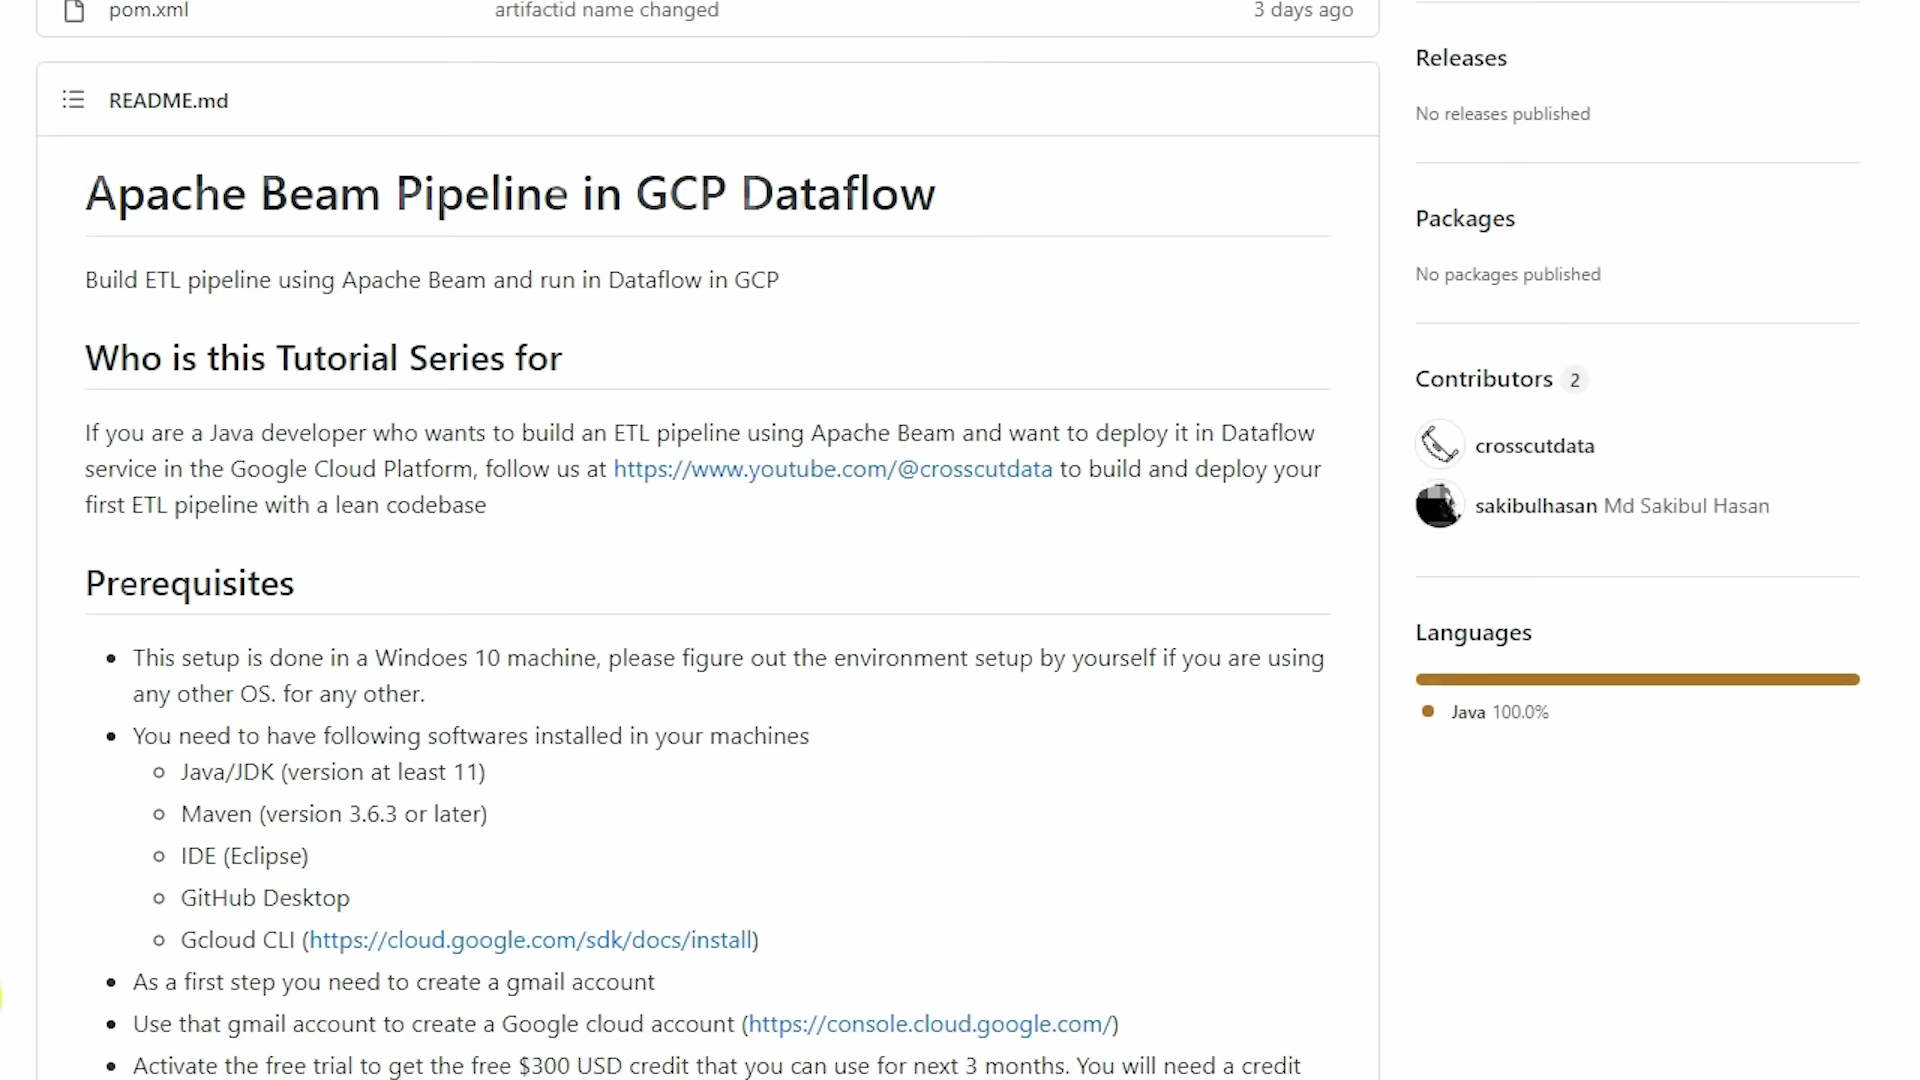 pom.xml artifactid name changed 3 days ago
README.md
Apache Beam Pipeline in GCP Dataflow
Build ETL pipeline using Apache Beam and run in Dataflow in GCP
Who is this Tutorial Series for
If you are a Java developer who wants to build an ETL pipeline using Apache Beam and want to deploy it in Dataflow
service in the Google Cloud Platform, follow us at https://www.youtube.com/@crosscutdata to build and deploy your
first ETL pipeline with a lean codebase
Prerequisites
This setup is done in a Windoes 10 machine, please figure out the environment setup by yourself if you are using
any other OS. for any other.
You need to have following softwares installed in your machines
Java/JDK (version at least 11)
Maven (version 3.6.3 or later)
IDE (Eclipse)
GitHub Desktop
Gcloud CLI (https://cloud.google.com/sdk/docs/install)
As a first step you need to create a gmail account
Use that gmail account to create a Google cloud account (https://console.cloud.google.com/)
Activate the free trial to get the free $300 USD credit that you can use for next 3 months. You will need a credit
Releases
No releases published
Packages
No packages published
Contributors 2
crosscutdata
sakibulhasan Md Sakibul Hasan
Languages
Java 100.0%